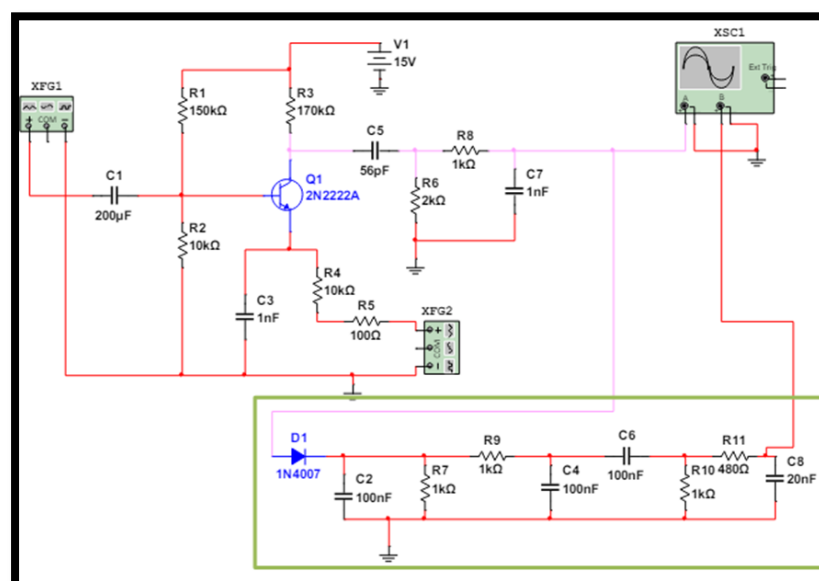 XFG1
+ COM −
R1
150kΩ
R3
170kΩ
V1
15V
XSC1
Ext Trig
A
B
C5
56pF
R8
1kΩ
C1
200µF
Q1
2N2222A
R6
2kΩ
C7
1nF
R2
10kΩ
C3
1nF
R4
10kΩ
R5
100Ω
XFG2
+
COM
−
D1
1N4007
C2
100nF
R7
1kΩ
R9
1kΩ
C4
100nF
C6
100nF
R10
1kΩ
R11
480Ω
C8
20nF